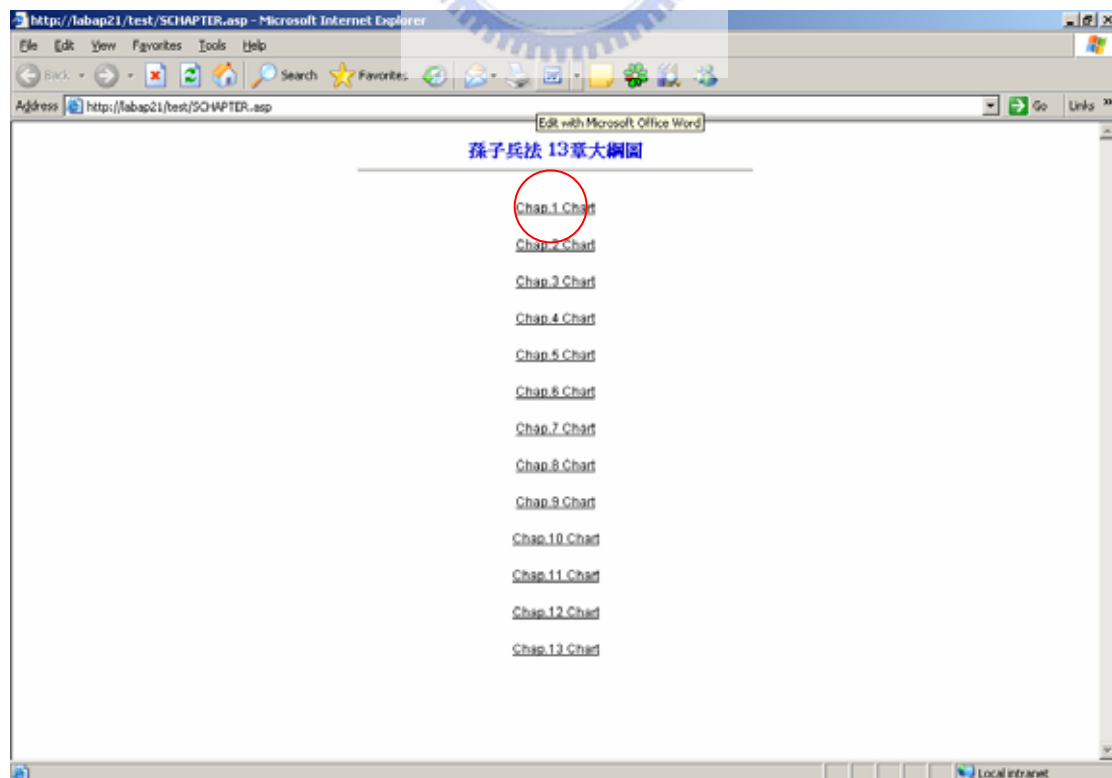 http://labap21/test/SCHAPTER.asp - Microsoft Internet Explorer
File Edit View Favorites Tools Help
Back Search Favorites
Address http://labap21/test/SCHAPTER.asp Go Links »
Edit with Microsoft Office Word
孫子兵法 13章大綱圖
Chap.1 Chart
Chap.2 Chart
Chap.3 Chart
Chap.4 Chart
Chap.5 Chart
Chap.6 Chart
Chap.7 Chart
Chap.8 Chart
Chap.9 Chart
Chap.10 Chart
Chap.11 Chart
Chap.12 Chart
Chap.13 Chart
Local intranet